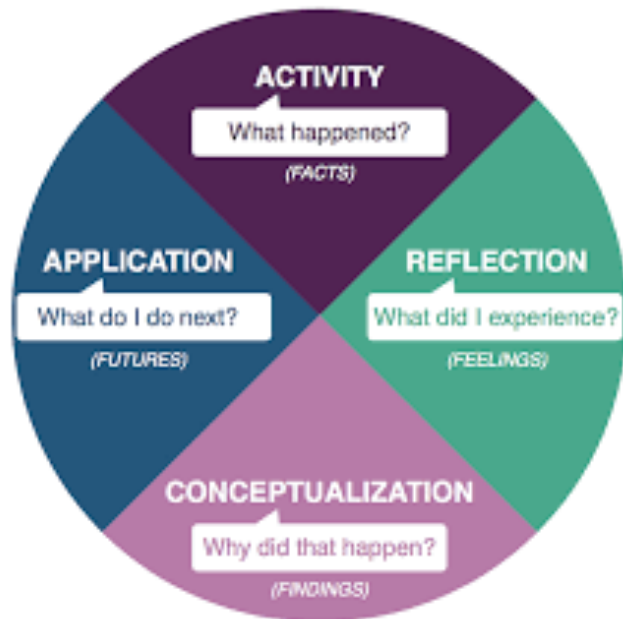 ACTIVITY
What happened?
(FACTS)
APPLICATION
What do I do next?
(FUTURES)
REFLECTION
What did I experience?
(FEELINGS)
CONCEPTUALIZATION
Why did that happen?
(FINDINGS)